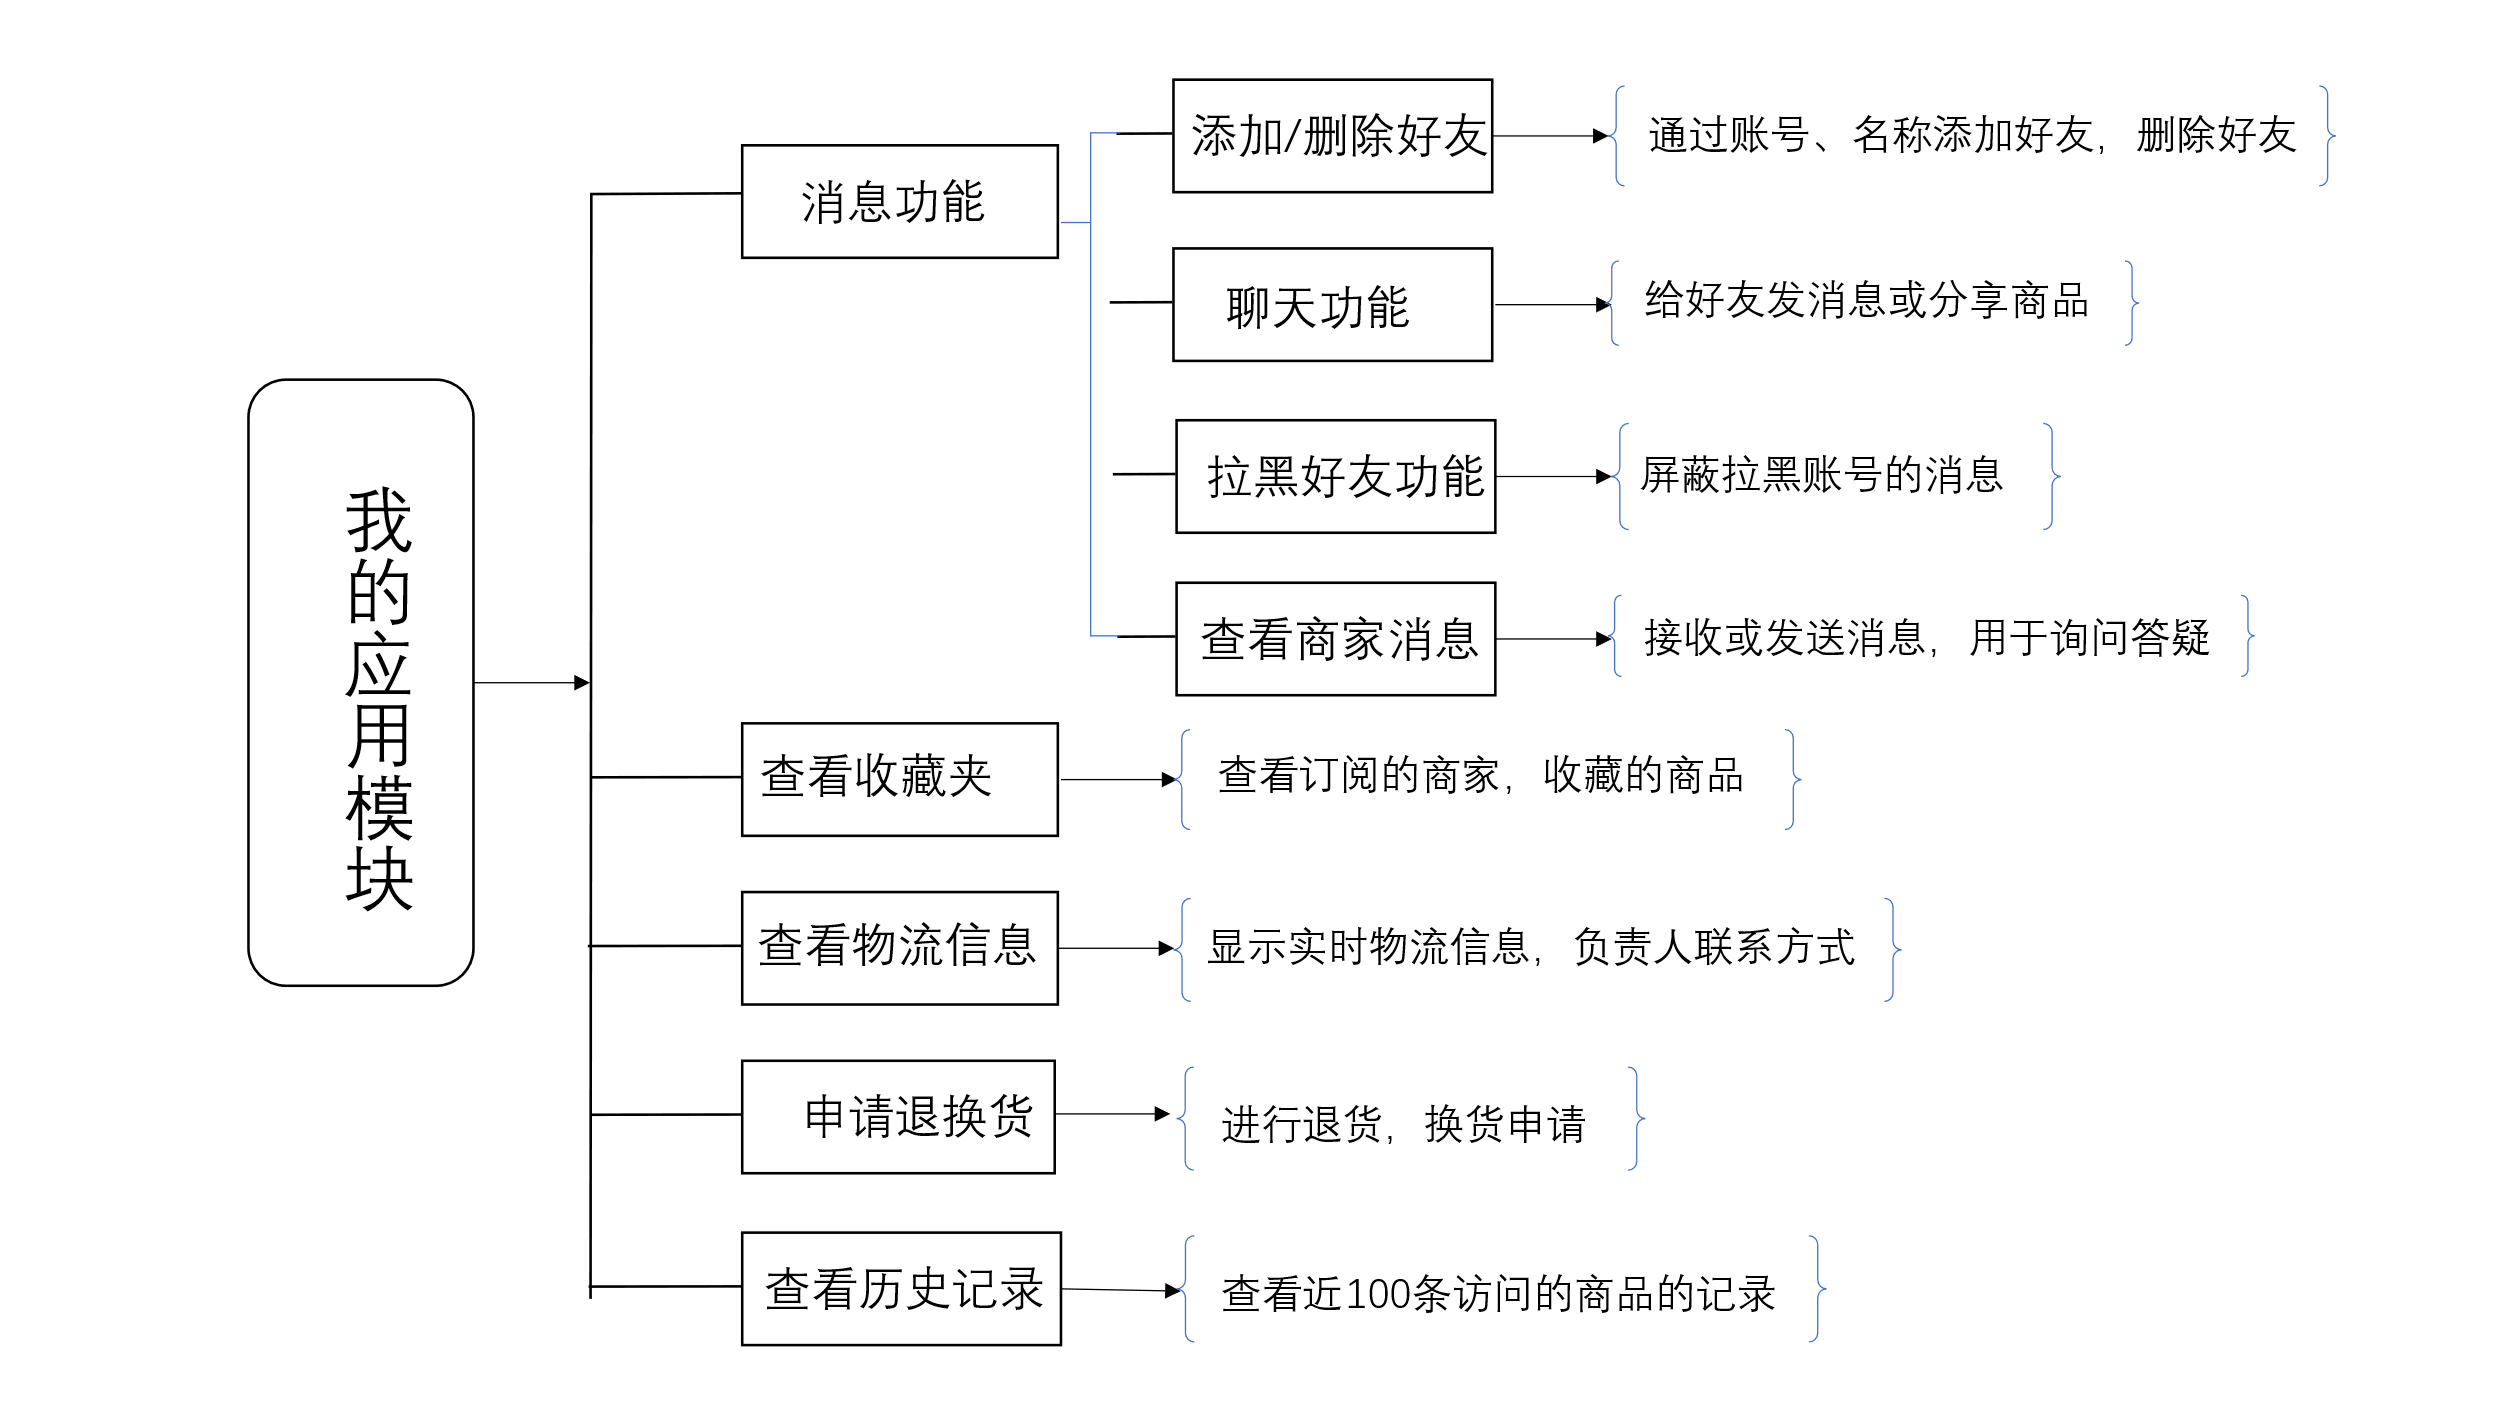 我的应用模块
消息功能
添加/删除好友
通过账号、名称添加好友，删除好友
聊天功能
给好友发消息或分享商品
拉黑好友功能
屏蔽拉黑账号的消息
查看商家消息
接收或发送消息，用于询问答疑
查看收藏夹
查看订阅的商家，收藏的商品
查看物流信息
显示实时物流信息，负责人联系方式
申请退换货
进行退货，换货申请
查看历史记录
查看近100条访问的商品的记录